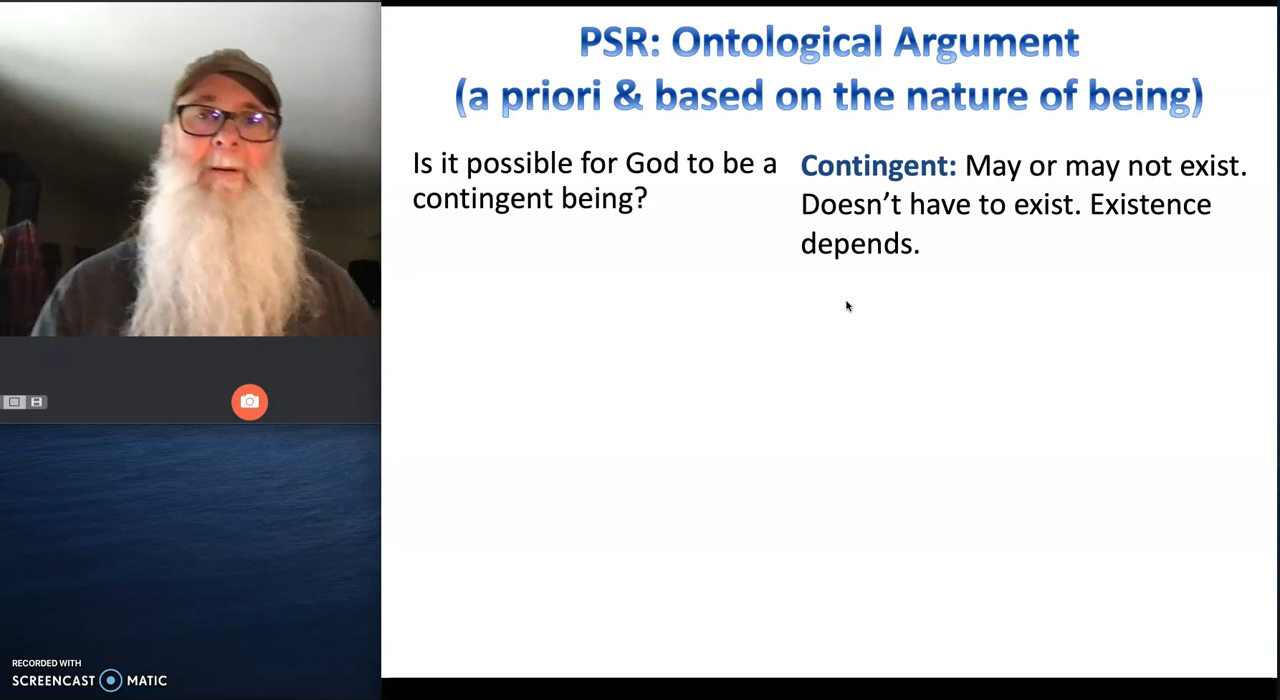 PSR: Ontological Argument
(a priori & based on the nature of being)
Is it possible for God to be a
contingent being?
Contingent: May or may not exist.
Doesn’t have to exist. Existence
depends.
RECORDED WITH
SCREENCAST MATIC